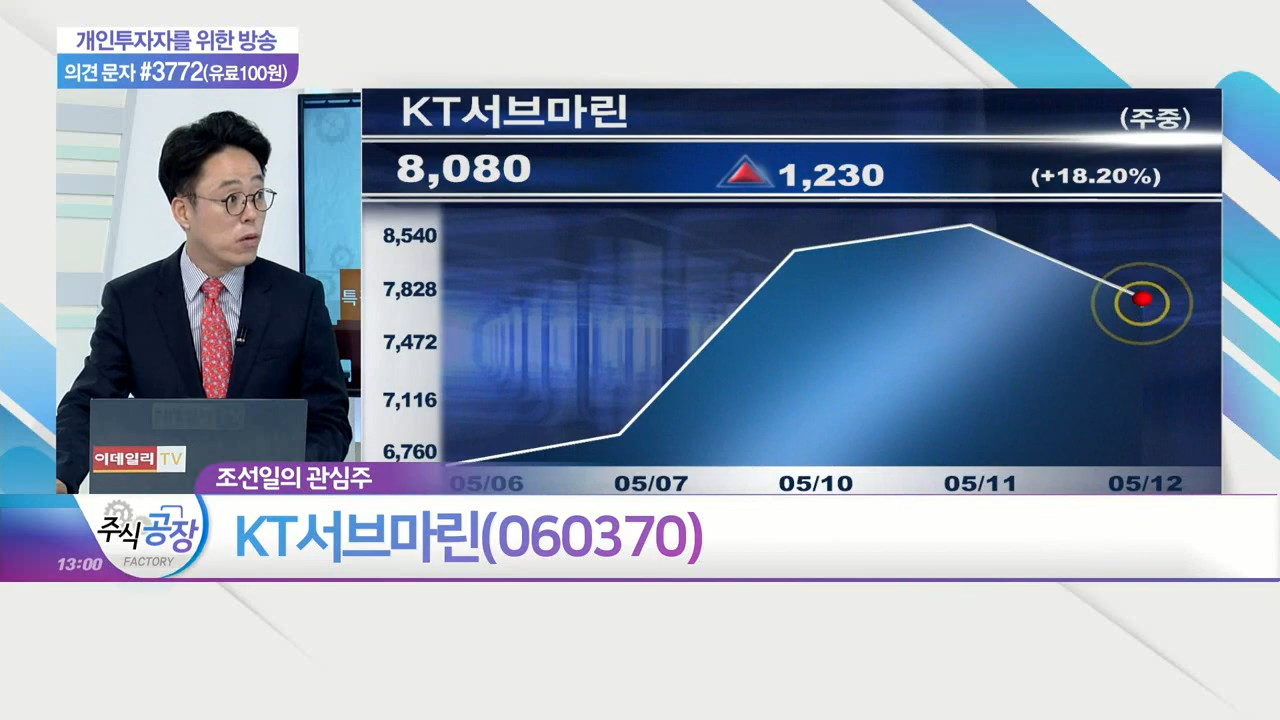 개인투자자를 위한 방송
의견 문자 #3772(유료100원)
KT서브마린
(주중)
8,080
1,230
(+18.20%)
8,540
7,828
7,472
7,116
6,760
05/06
05/07
05/10
05/11
05/12
특
이데일리 TV
조선일의 관심주
주식공장
FACTORY
13:00
KT서브마린(060370)